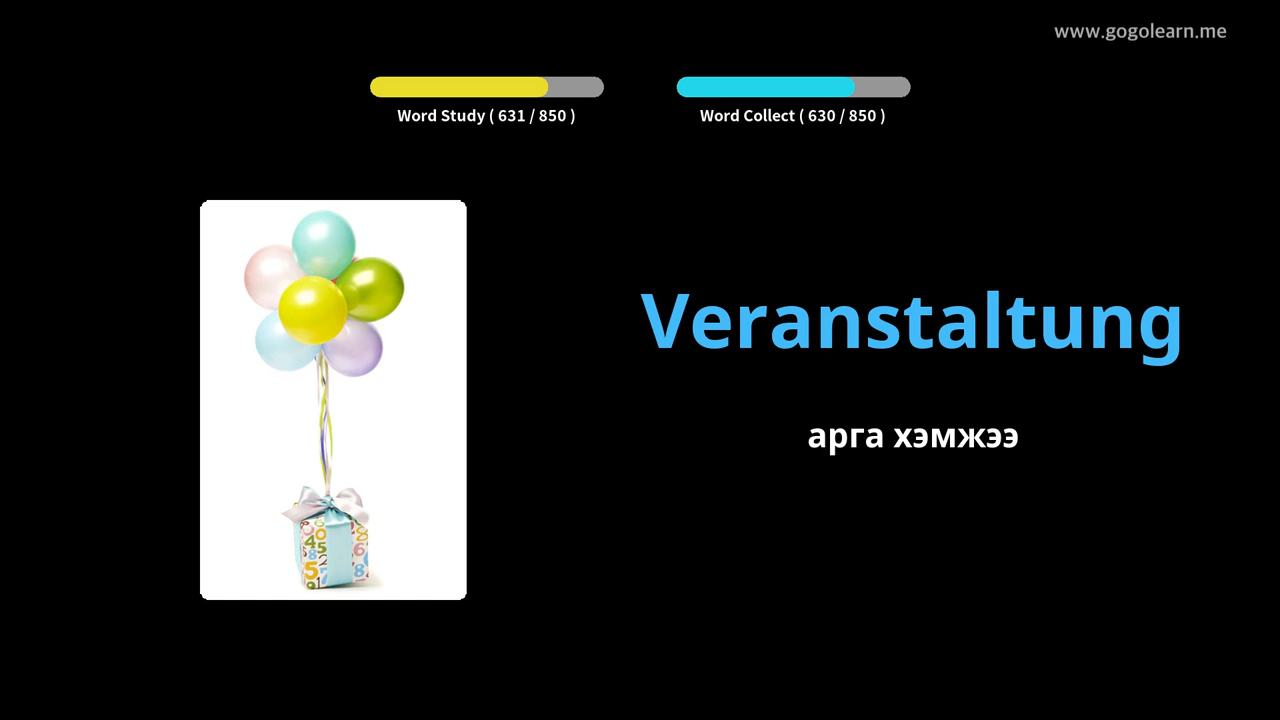 www.gogolearn.me
Word Study ( 631 / 850 )
Word Collect ( 630 / 850 )
Veranstaltung
арга хэмжээ